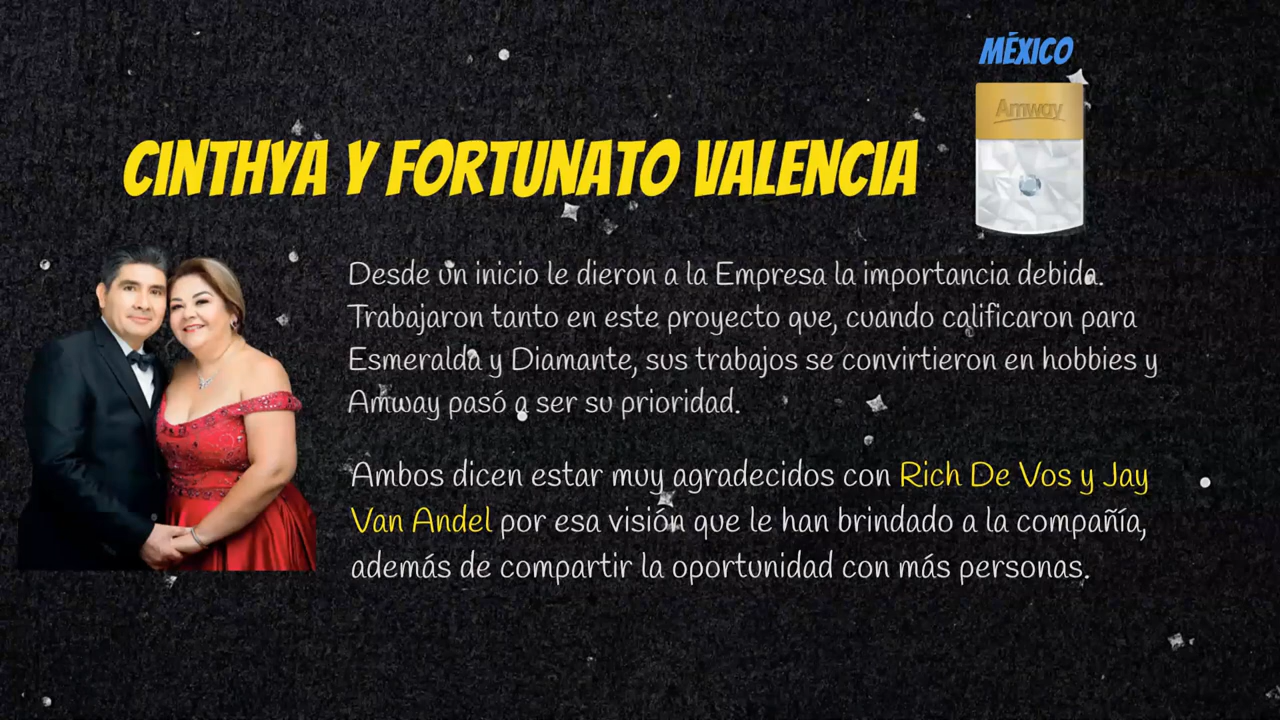 MÉXICO
Amway
CINTHYA Y FORTUNATO VALENCIA
Desde un inicio le dieron a la Empresa la importancia debida.
Trabajaron tanto en este proyecto que, cuando calificaron para
Esmeralda y Diamante, sus trabajos se convirtieron en hobbies y
Amway pasó a ser su prioridad.
Ambos dicen estar muy agradecidos con Rich De Vos y Jay
Van Andel por esa visión que le han brindado a la compañía,
además de compartir la oportunidad con más personas.